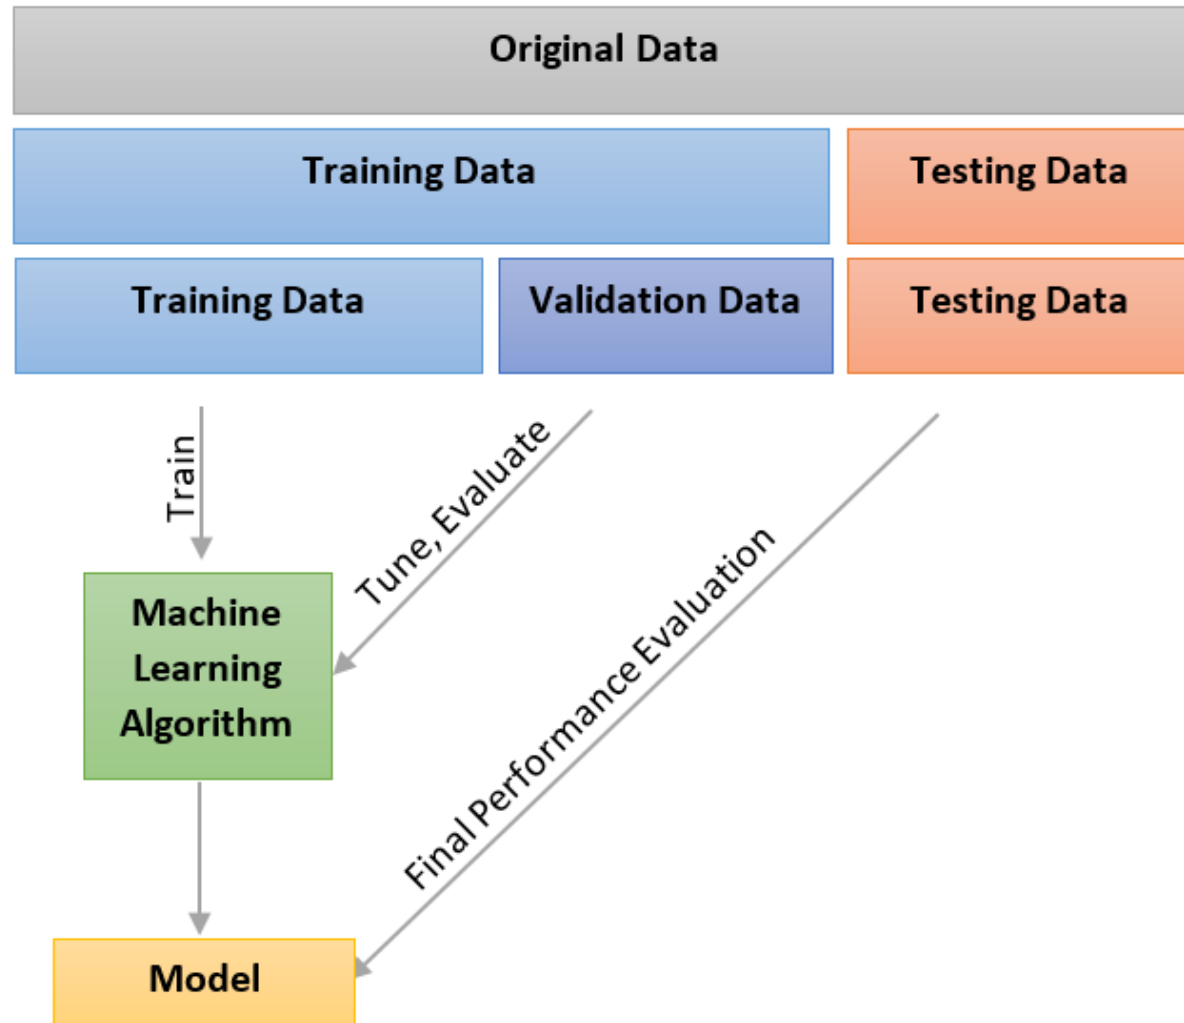 Original Data
Training Data
Testing Data
Training Data
Validation Data
Testing Data
Train
Tune, Evaluate
Final Performance Evaluation
Machine
Learning
Algorithm
Model